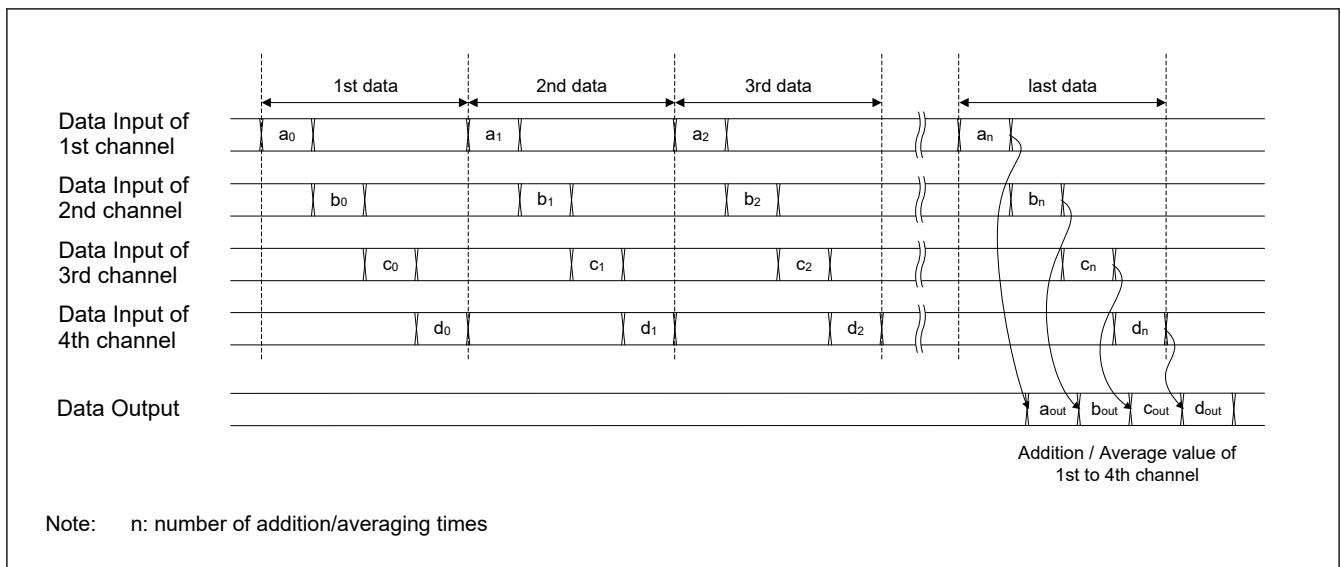 1st data 2nd data 3rd data last data
Data Input of
1st channel
a0 a1 a2 an
Data Input of
2nd channel
b0 b1 b2 bn
Data Input of
3rd channel
c0 c1 c2 cn
Data Input of
4th channel
d0 d1 d2 dn
Data Output
aout bout cout dout
Addition / Average value of
1st to 4th channel
Note: n: number of addition/averaging times